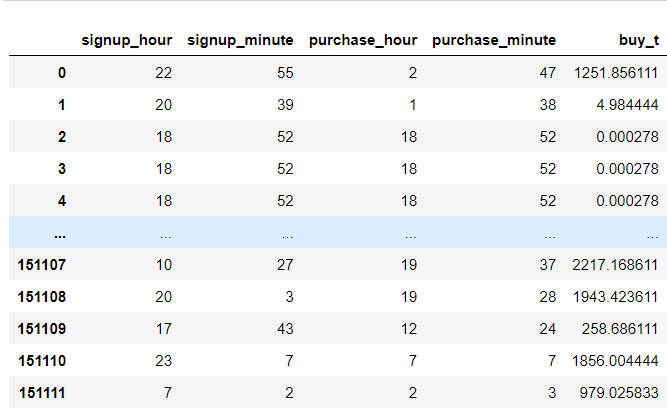 signup_hour signup_minute purchase_hour purchase_minute buy_t
0 22 55 2 47 1251.856111
1 20 39 1 38 4.984444
2 18 52 18 52 0.000278
3 18 52 18 52 0.000278
4 18 52 18 52 0.000278
... ... ... ... ... ...
151107 10 27 19 37 2217.168611
151108 20 3 19 28 1943.423611
151109 17 43 12 24 258.686111
151110 23 7 7 7 1856.004444
151111 7 2 2 3 979.025833